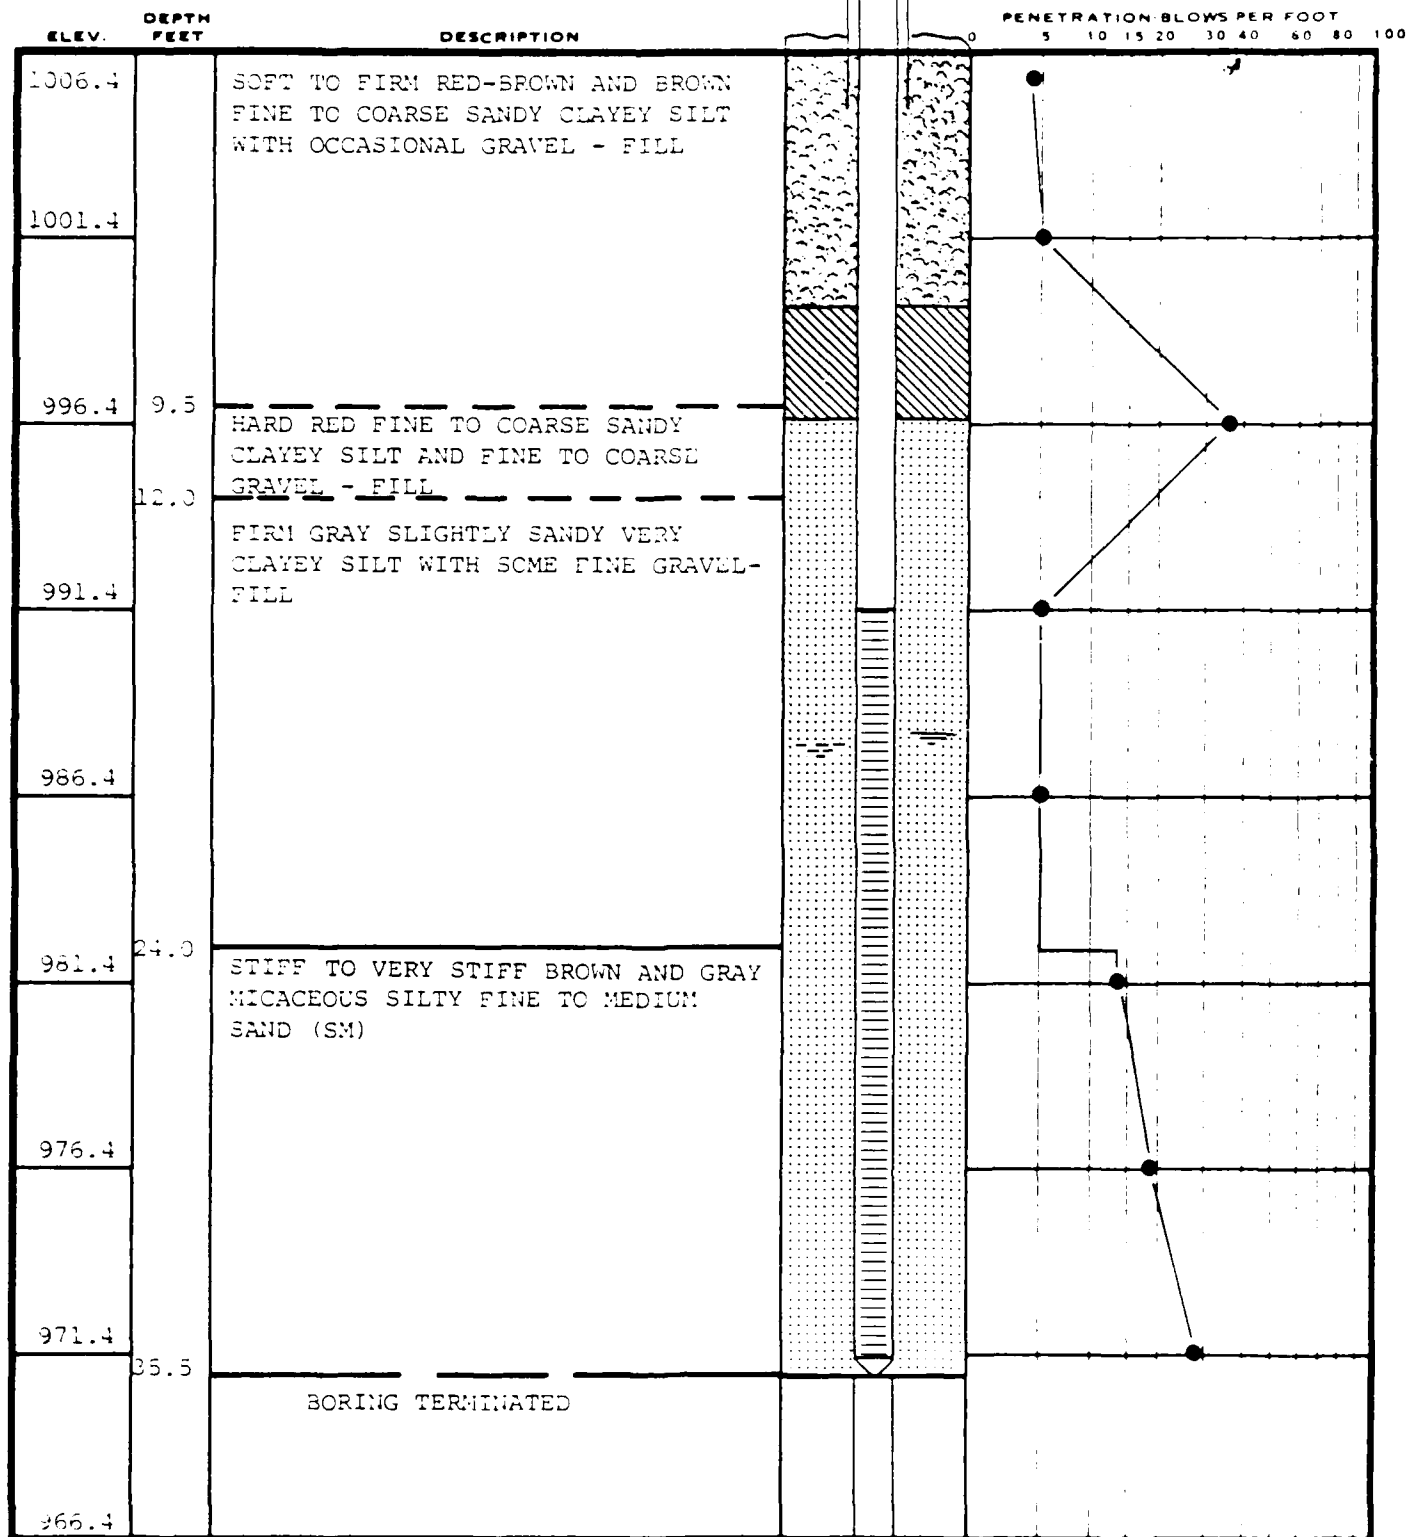 ELEV.
DEPTH
FEET
DESCRIPTION
PENETRATION-BLOWS PER FOOT
0 5 10 15 20 30 40 60 80 100
1006.4
SOFT TO FIRM RED-BROWN AND BROWN
FINE TO COARSE SANDY CLAYEY SILT
WITH OCCASIONAL GRAVEL - FILL
1001.4
996.4
9.5
HARD RED FINE TO COARSE SANDY
CLAYEY SILT AND FINE TO COARSE
GRAVEL - FILL
12.0
FIRM GRAY SLIGHTLY SANDY VERY
CLAYEY SILT WITH SOME FINE GRAVEL-
FILL
991.4
986.4
24.0
981.4
STIFF TO VERY STIFF BROWN AND GRAY
MICACEOUS SILTY FINE TO MEDIUM
SAND (SM)
976.4
971.4
35.5
BORING TERMINATED
966.4